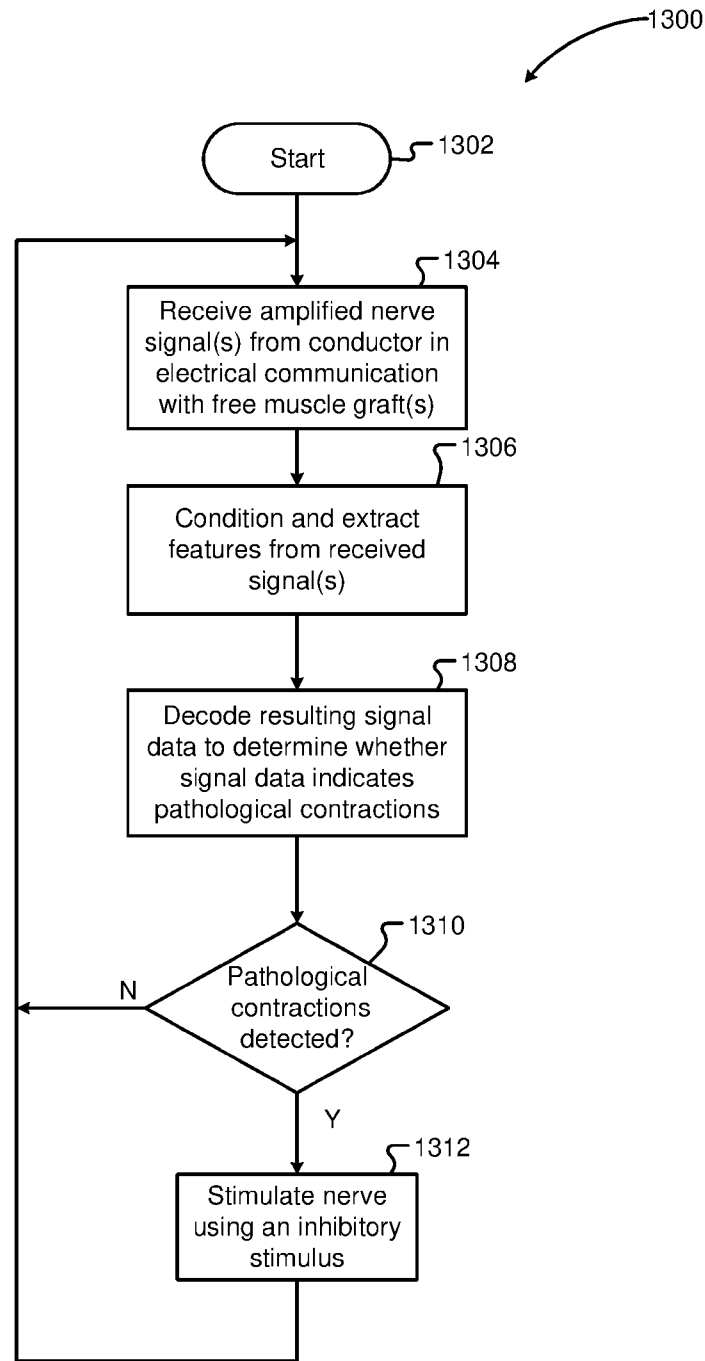 1300
Start
1302
1304
Receive amplified nerve
signal(s) from conductor in
electrical communication
with free muscle graft(s)
1306
Condition and extract
features from received
signal(s)
1308
Decode resulting signal
data to determine whether
signal data indicates
pathological contractions
1310
Pathological
contractions
detected?
N
Y
1312
Stimulate nerve
using an inhibitory
stimulus